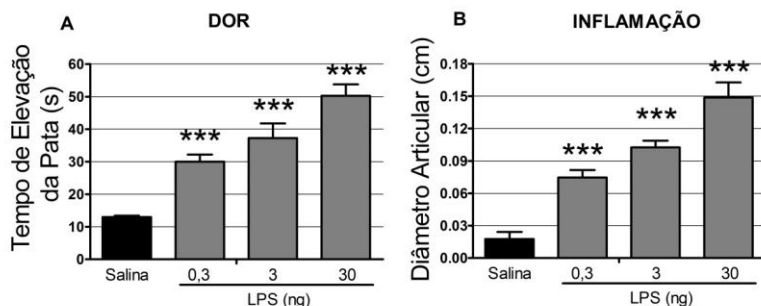 A DOR
Tempo de Elevação
da Pata (s)
60
50
40
30
20
10
0
***
***
***
Salina 0,3 3 30
LPS (ng)
B INFLAMAÇÃO
Diâmetro Articular (cm)
0.18
0.15
0.12
0.09
0.06
0.03
0.00
***
***
***
Salina 0,3 3 30
LPS (ng)